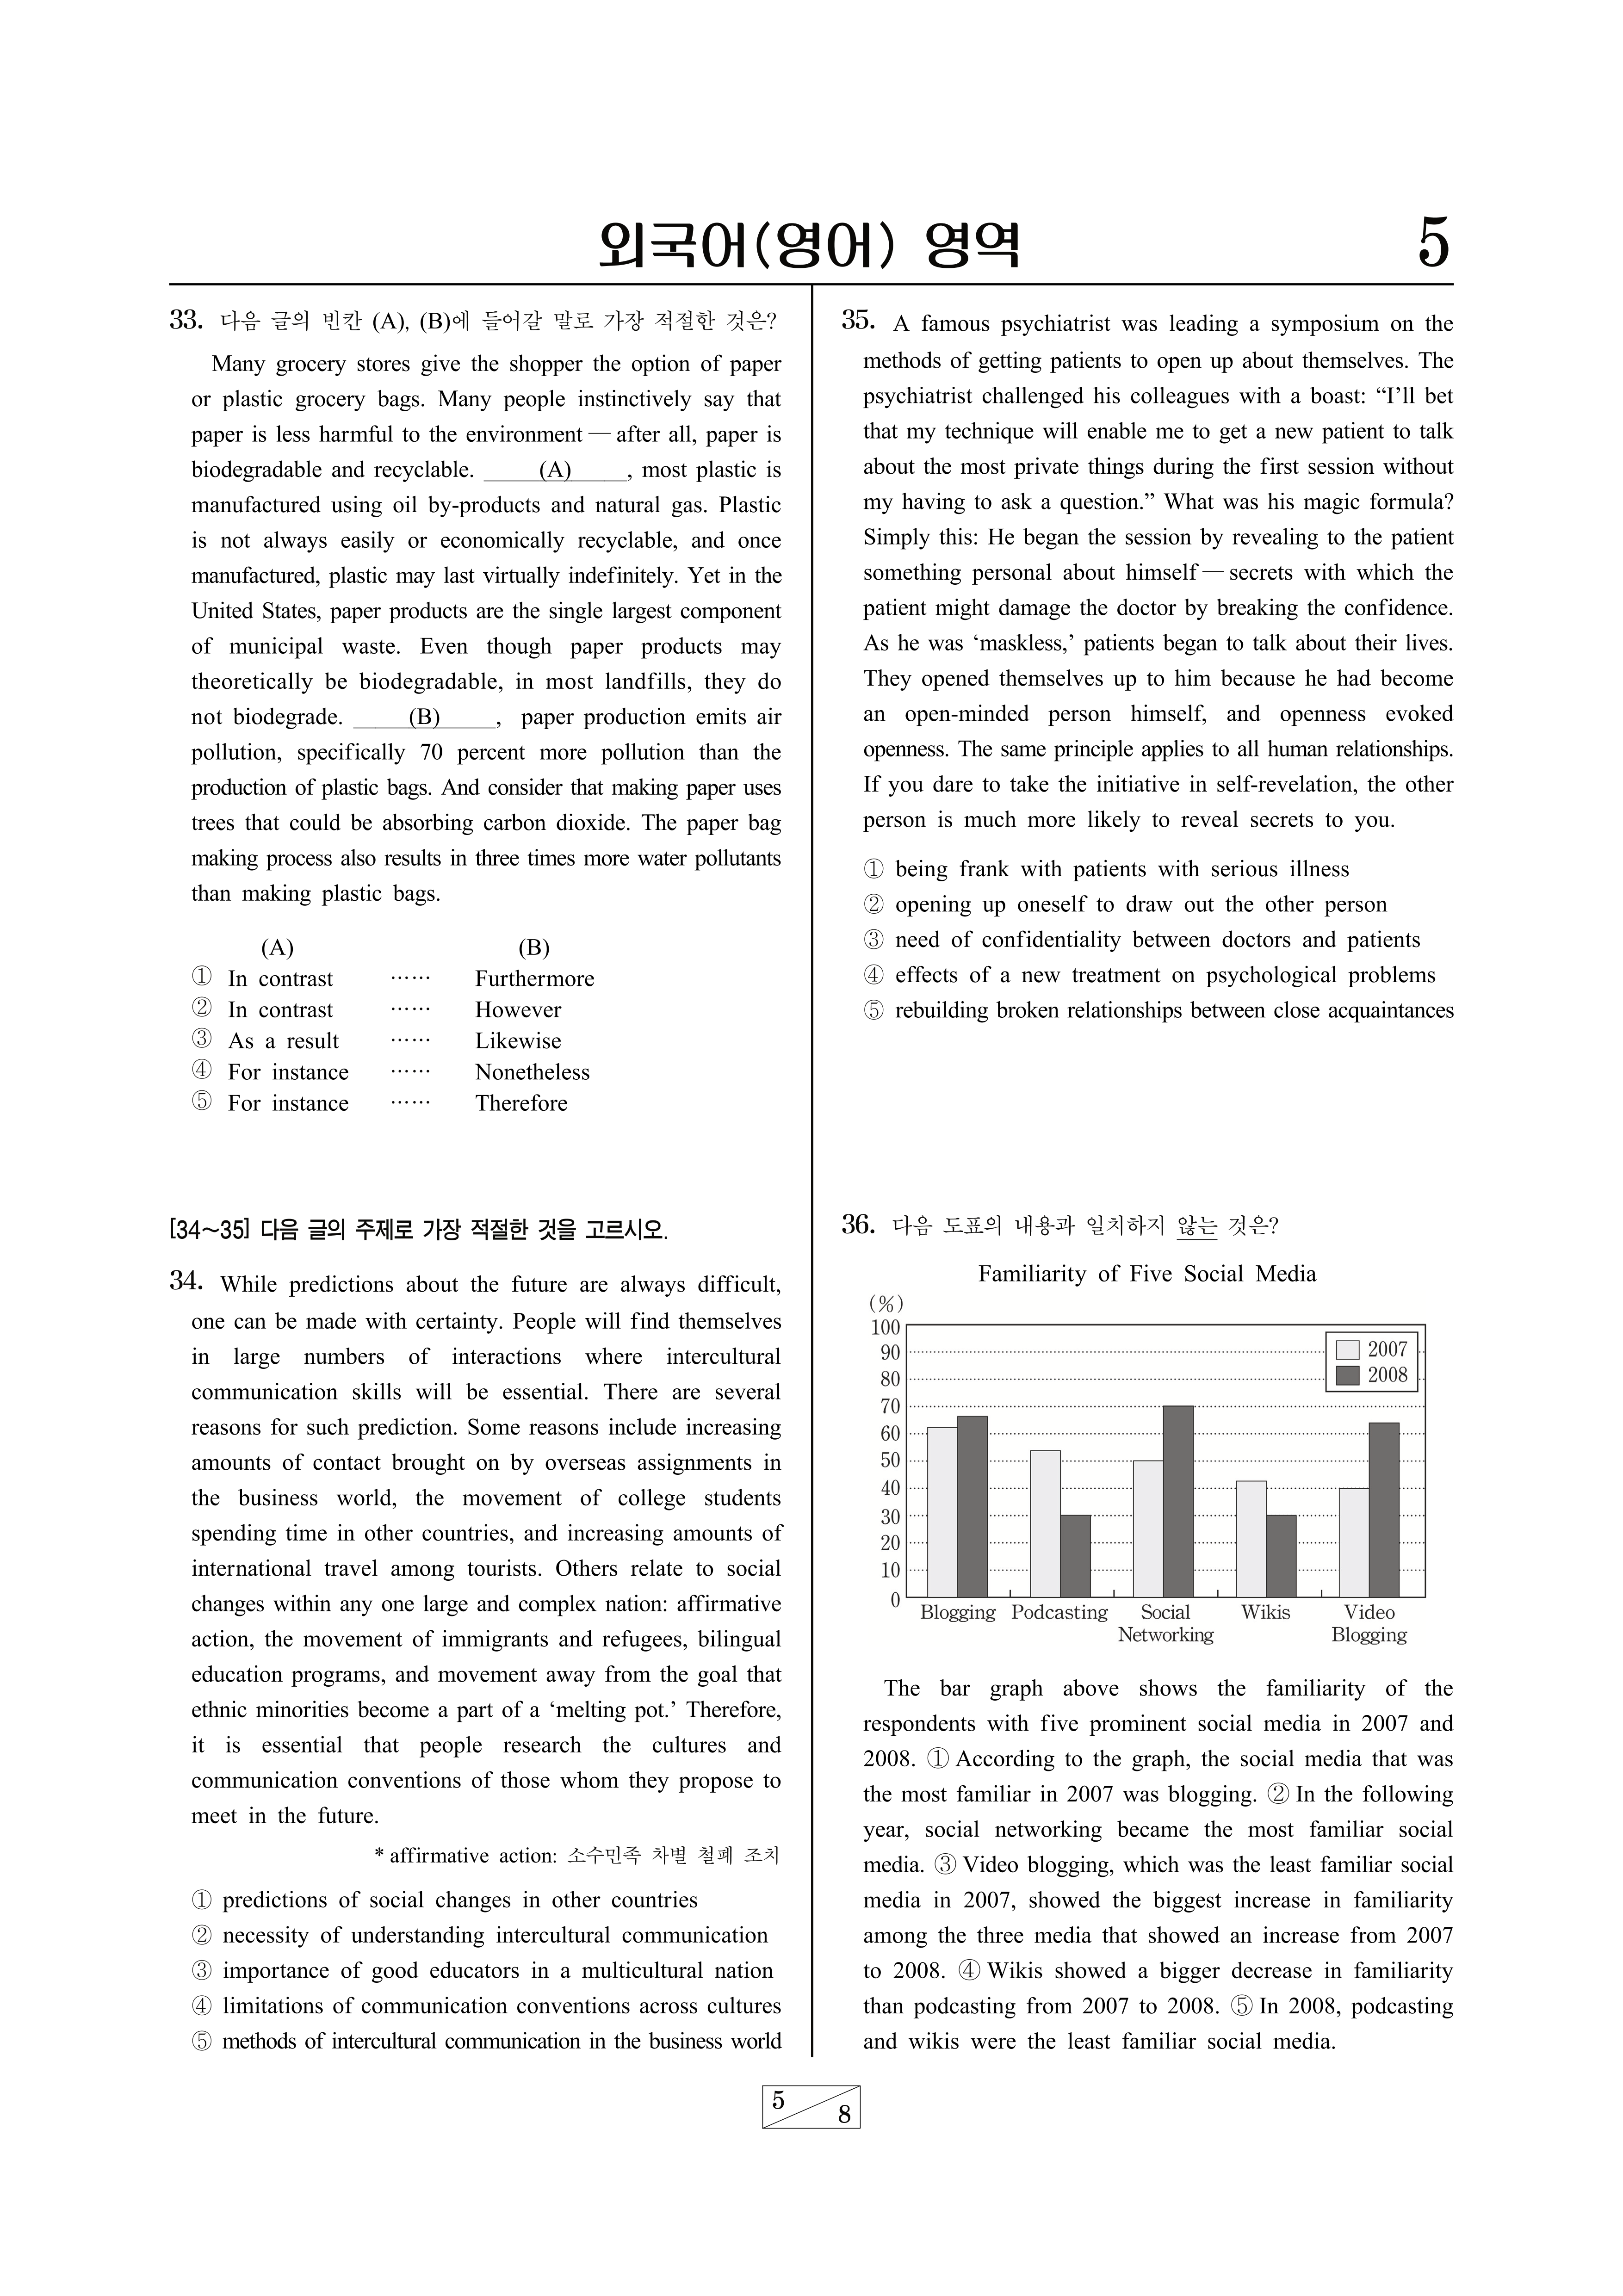 외국어(영어) 영역
5
33. 다음 글의 빈칸 (A), (B)에 들어갈 말로 가장 적절한 것은?
Many grocery stores give the shopper the option of paper
or plastic grocery bags. Many people instinctively say that
paper is less harmful to the environment — after all, paper is
biodegradable and recyclable. ______(A)______, most plastic is
manufactured using oil by-products and natural gas. Plastic
is not always easily or economically recyclable, and once
manufactured, plastic may last virtually indefinitely. Yet in the
United States, paper products are the single largest component
of municipal waste. Even though paper products may
theoretically be biodegradable, in most landfills, they do
not biodegrade. ______(B)______, paper production emits air
pollution, specifically 70 percent more pollution than the
production of plastic bags. And consider that making paper uses
trees that could be absorbing carbon dioxide. The paper bag
making process also results in three times more water pollutants
than making plastic bags.
(A) (B)
① In contrast …… Furthermore
② In contrast …… However
③ As a result …… Likewise
④ For instance …… Nonetheless
⑤ For instance …… Therefore
[34~35] 다음 글의 주제로 가장 적절한 것을 고르시오.
34. While predictions about the future are always difficult,
one can be made with certainty. People will find themselves
in large numbers of interactions where intercultural
communication skills will be essential. There are several
reasons for such prediction. Some reasons include increasing
amounts of contact brought on by overseas assignments in
the business world, the movement of college students
spending time in other countries, and increasing amounts of
international travel among tourists. Others relate to social
changes within any one large and complex nation: affirmative
action, the movement of immigrants and refugees, bilingual
education programs, and movement away from the goal that
ethnic minorities become a part of a ‘melting pot.’ Therefore,
it is essential that people research the cultures and
communication conventions of those whom they propose to
meet in the future.
* affirmative action: 소수민족 차별 철폐 조치
① predictions of social changes in other countries
② necessity of understanding intercultural communication
③ importance of good educators in a multicultural nation
④ limitations of communication conventions across cultures
⑤ methods of intercultural communication in the business world
35. A famous psychiatrist was leading a symposium on the
methods of getting patients to open up about themselves. The
psychiatrist challenged his colleagues with a boast: “I’ll bet
that my technique will enable me to get a new patient to talk
about the most private things during the first session without
my having to ask a question.” What was his magic formula?
Simply this: He began the session by revealing to the patient
something personal about himself — secrets with which the
patient might damage the doctor by breaking the confidence.
As he was ‘maskless,’ patients began to talk about their lives.
They opened themselves up to him because he had become
an open-minded person himself, and openness evoked
openness. The same principle applies to all human relationships.
If you dare to take the initiative in self-revelation, the other
person is much more likely to reveal secrets to you.
① being frank with patients with serious illness
② opening up oneself to draw out the other person
③ need of confidentiality between doctors and patients
④ effects of a new treatment on psychological problems
⑤ rebuilding broken relationships between close acquaintances
36. 다음 도표의 내용과 일치하지 않는 것은?
Familiarity of Five Social Media
(%)
100
90
80
70
60
50
40
30
20
10
0
2007
2008
Blogging Podcasting Social Wikis Video
Networking Blogging
The bar graph above shows the familiarity of the
respondents with five prominent social media in 2007 and
2008. ① According to the graph, the social media that was
the most familiar in 2007 was blogging. ② In the following
year, social networking became the most familiar social
media. ③ Video blogging, which was the least familiar social
media in 2007, showed the biggest increase in familiarity
among the three media that showed an increase from 2007
to 2008. ④ Wikis showed a bigger decrease in familiarity
than podcasting from 2007 to 2008. ⑤ In 2008, podcasting
and wikis were the least familiar social media.
5
8